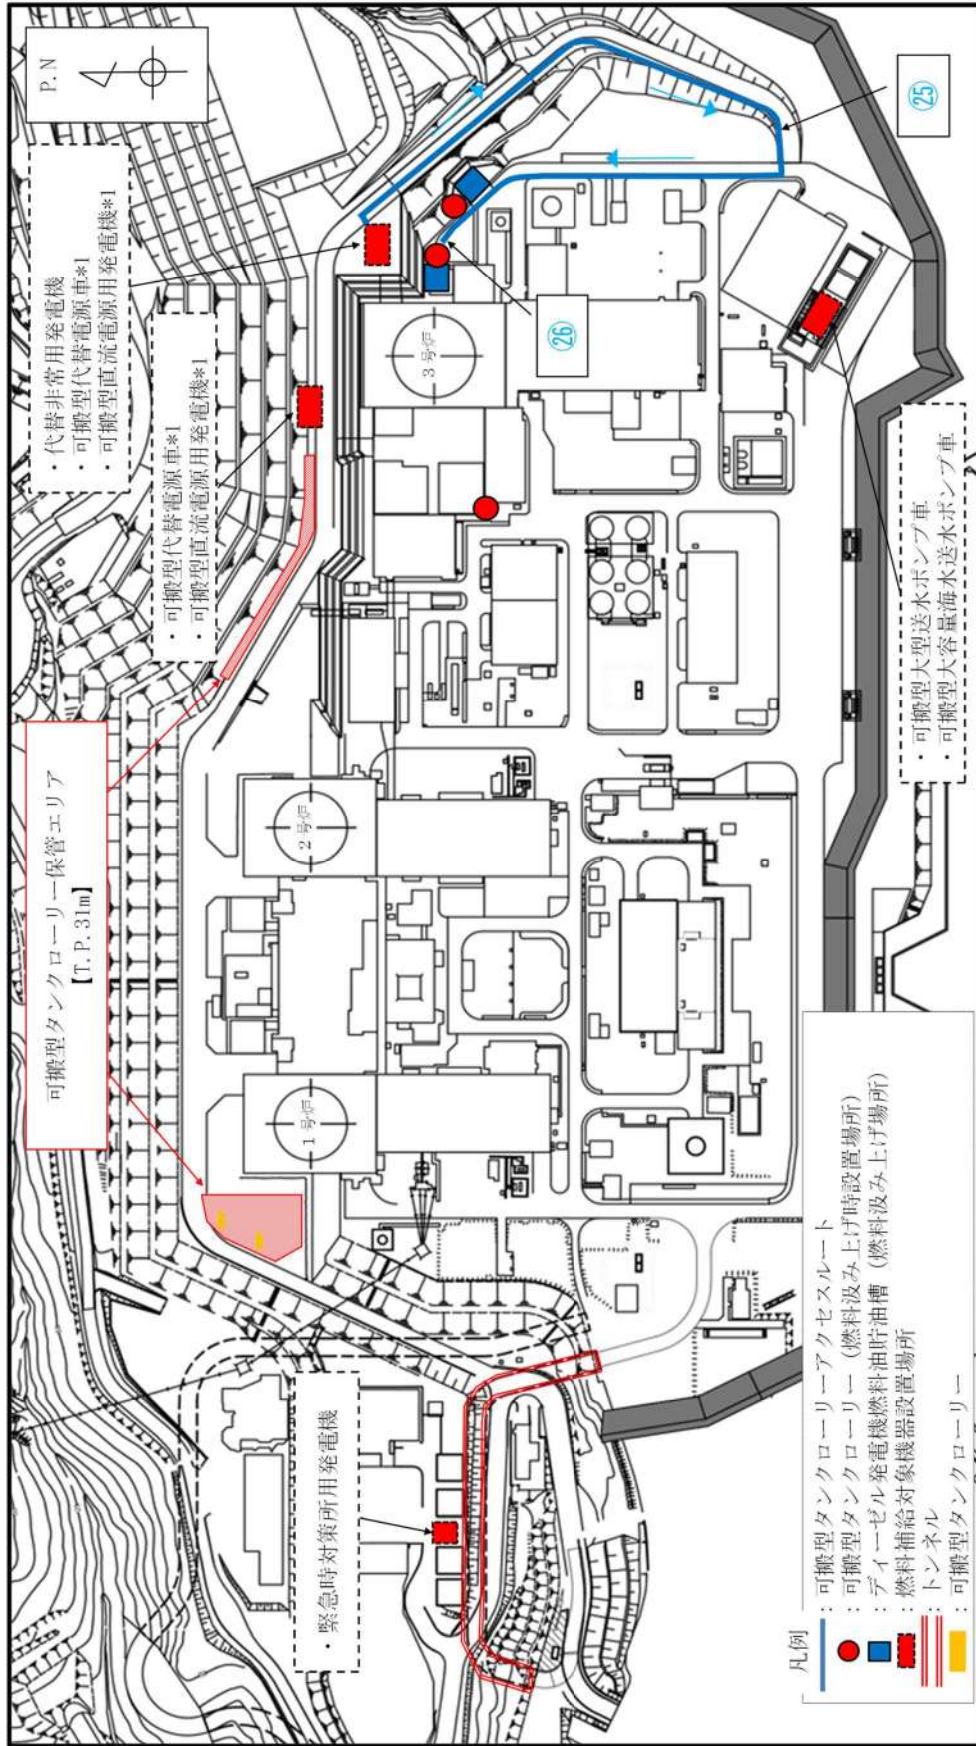 P.N
・代替非常用発電機
・可搬型代替電源車*1
・可搬型直流電源用発電機*1
・可搬型代替電源車*1
・可搬型直流電源用発電機*1
可搬型タンクローリー保管エリア
【T.P.31m】
・緊急時対策所用発電機
1号炉
2号炉
3号炉
㉕
㉖
・可搬型大型送水ポンプ車
・可搬型大容量海水送水ポンプ車
凡例
：可搬型タンクローリーアクセスルート
：可搬型タンクローリー（燃料汲み上げ時設置場所）
：ディーゼル発電機燃料油貯油槽（燃料汲み上げ場所）
：燃料補給対象機器設置場所
：トンネル
：可搬型タンクローリー